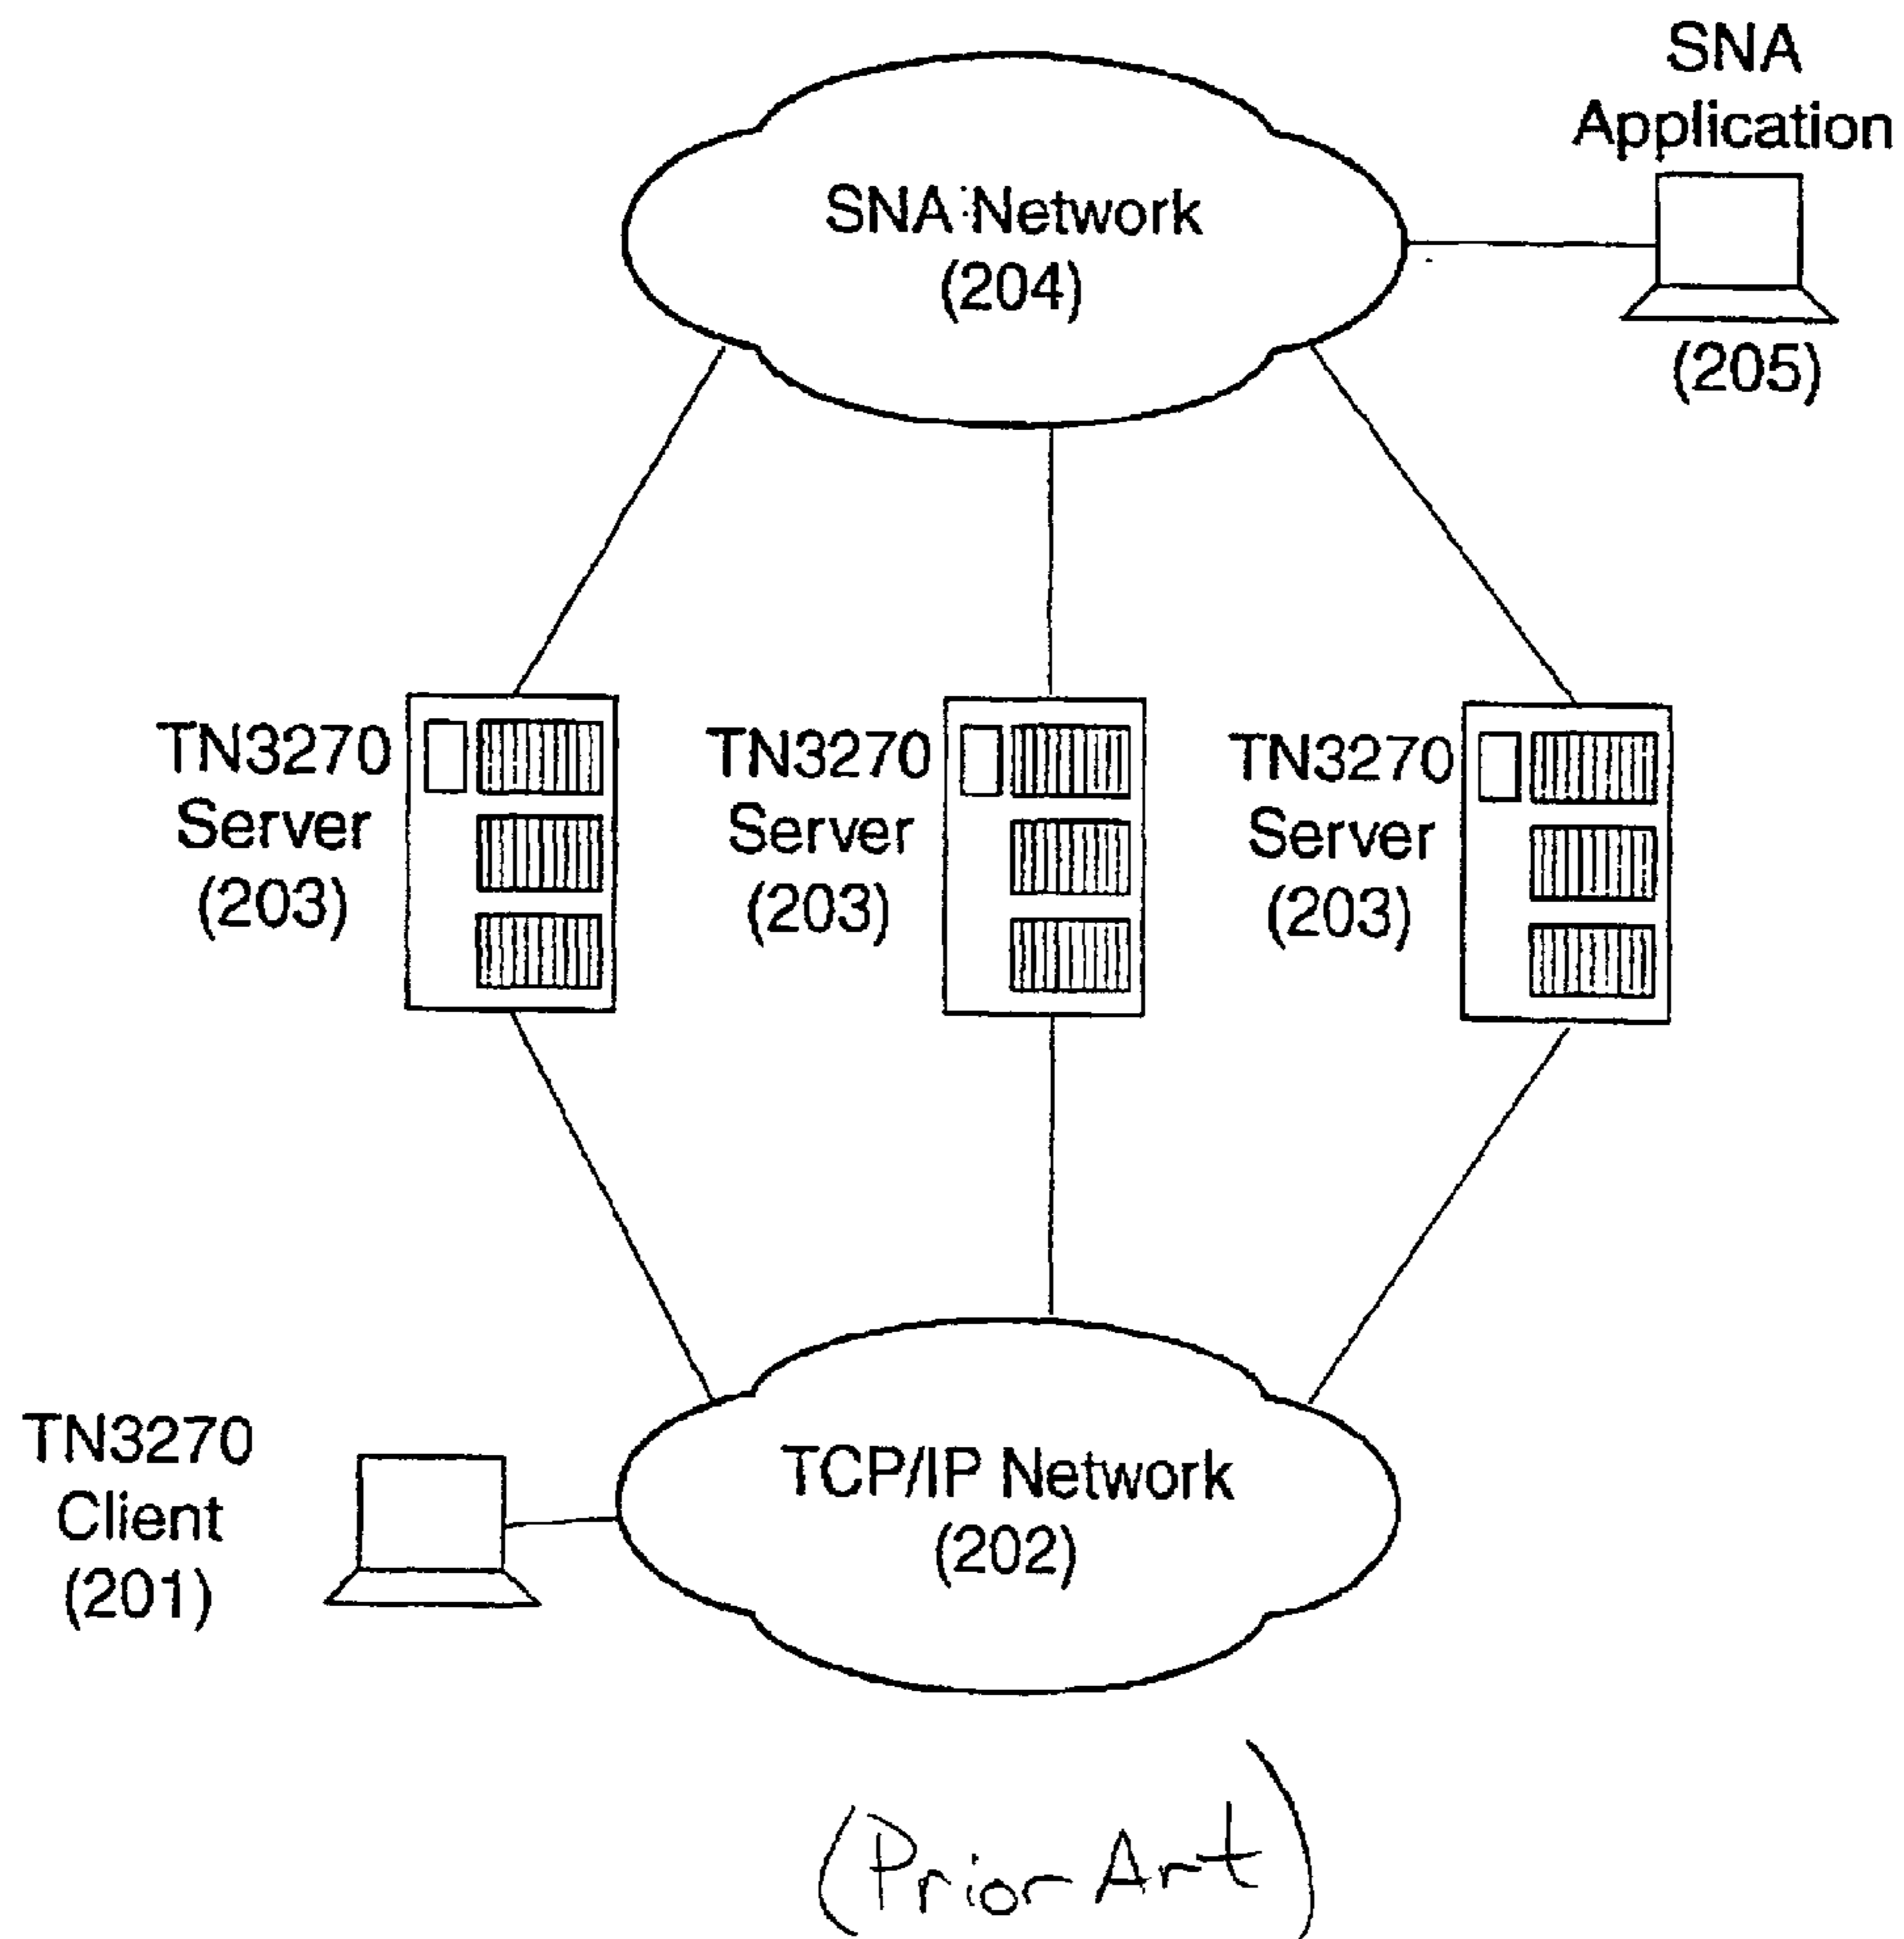 SNA
Application
SNA Network
(204)
(205)
TN3270
Server
(203)
TN3270
Server
(203)
TN3270
Server
(203)
TN3270
Client
(201)
TCP/IP Network
(202)
(Prior Art)